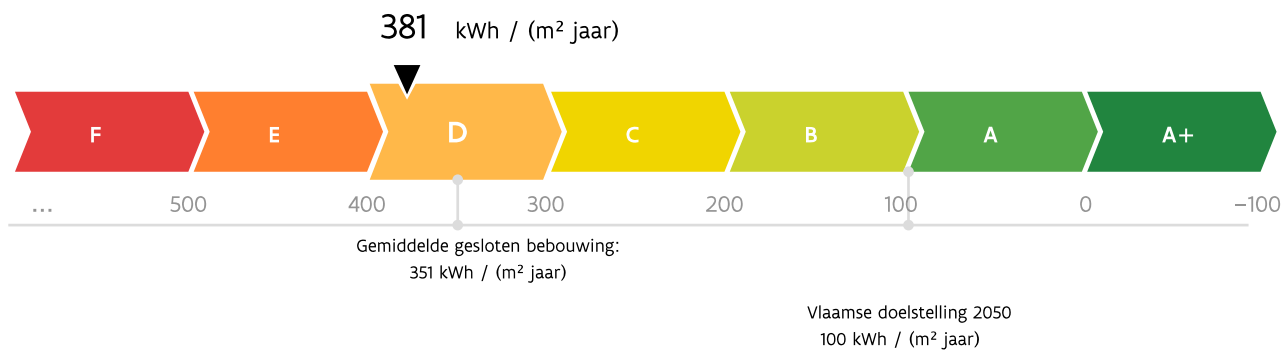 381 kWh / (m² jaar)
F E D C B A A+
... 500 400 300 200 100 0 −100
Gemiddelde gesloten bebouwing:
351 kWh / (m² jaar)
Vlaamse doelstelling 2050
100 kWh / (m² jaar)